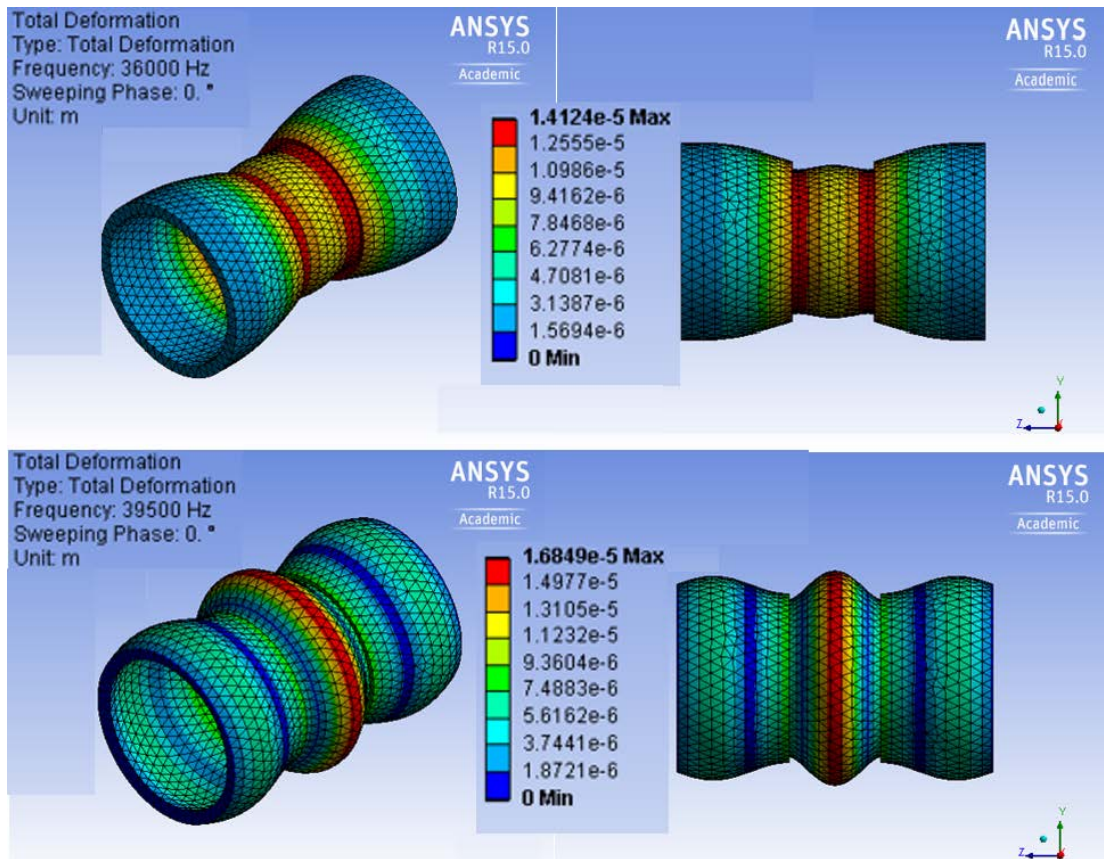 Total Deformation
Type: Total Deformation
Frequency: 36000 Hz
Sweeping Phase: 0. °
Unit: m
ANSYS
R15.0
Academic
1.4124e-5 Max
1.2555e-5
1.0986e-5
9.4162e-6
7.8468e-6
6.2774e-6
4.7081e-6
3.1387e-6
1.5694e-6
0 Min
ANSYS
R15.0
Academic
Y
Z
X
Total Deformation
Type: Total Deformation
Frequency: 39500 Hz
Sweeping Phase: 0. °
Unit: m
ANSYS
R15.0
Academic
1.6849e-5 Max
1.4977e-5
1.3105e-5
1.1232e-5
9.3604e-6
7.4883e-6
5.6162e-6
3.7441e-6
1.8721e-6
0 Min
ANSYS
R15.0
Academic
Y
Z
X